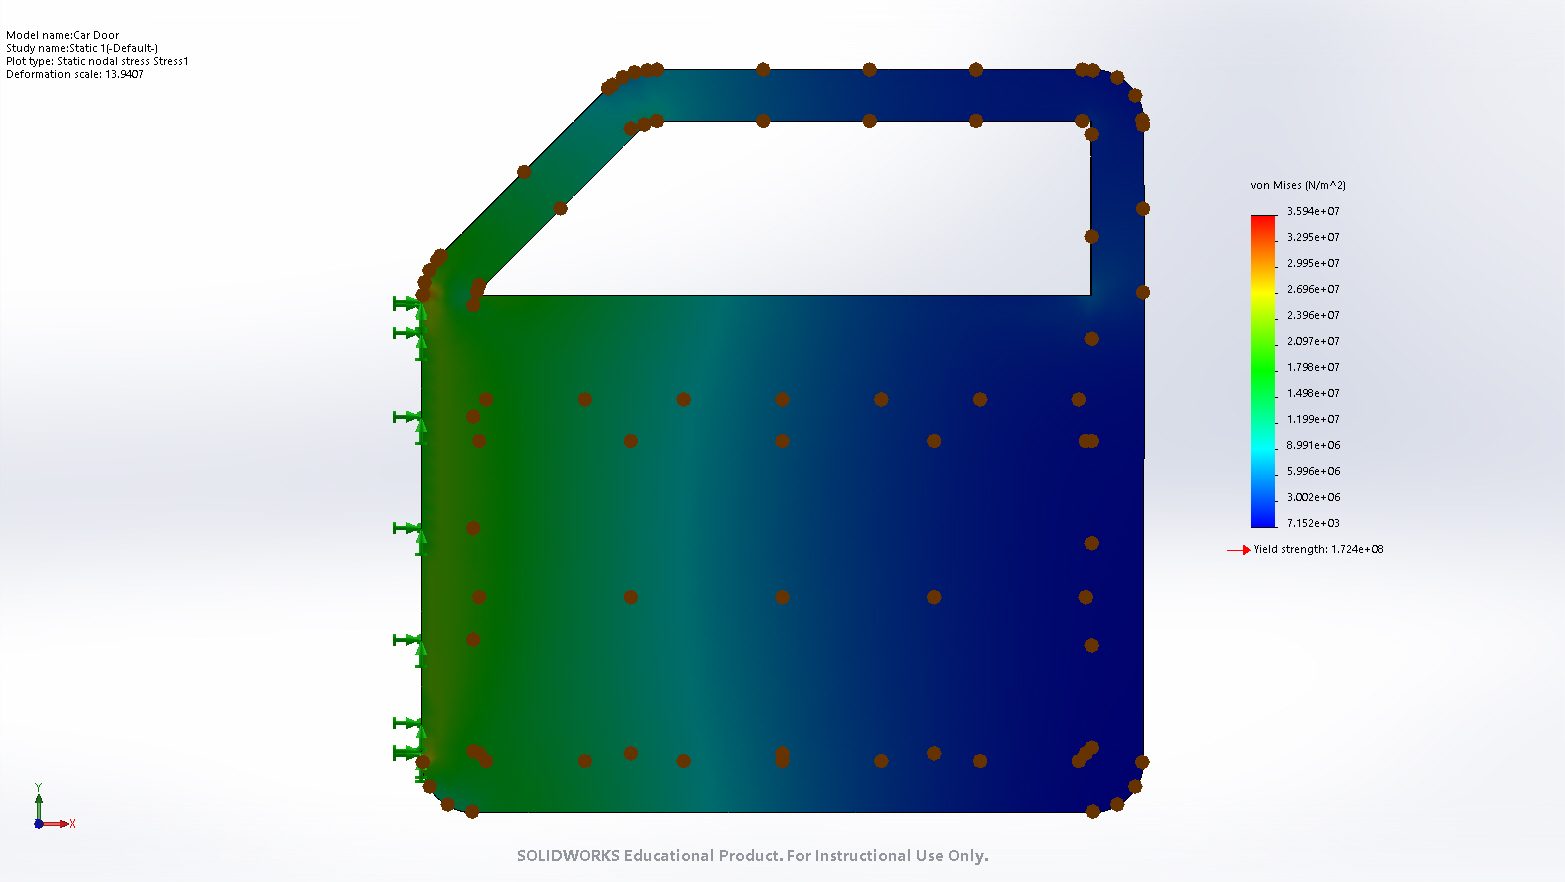 Model name:Car Door
Study name:Static 1(-Default-)
Plot type: Static nodal stress Stress1
Deformation scale: 13.9407
von Mises (N/m^2)
3.594e+07
3.295e+07
2.995e+07
2.696e+07
2.396e+07
2.097e+07
1.798e+07
1.498e+07
1.199e+07
8.991e+06
5.996e+06
3.002e+06
7.152e+03
Yield strength: 1.724e+08
Y
X
SOLIDWORKS Educational Product. For Instructional Use Only.